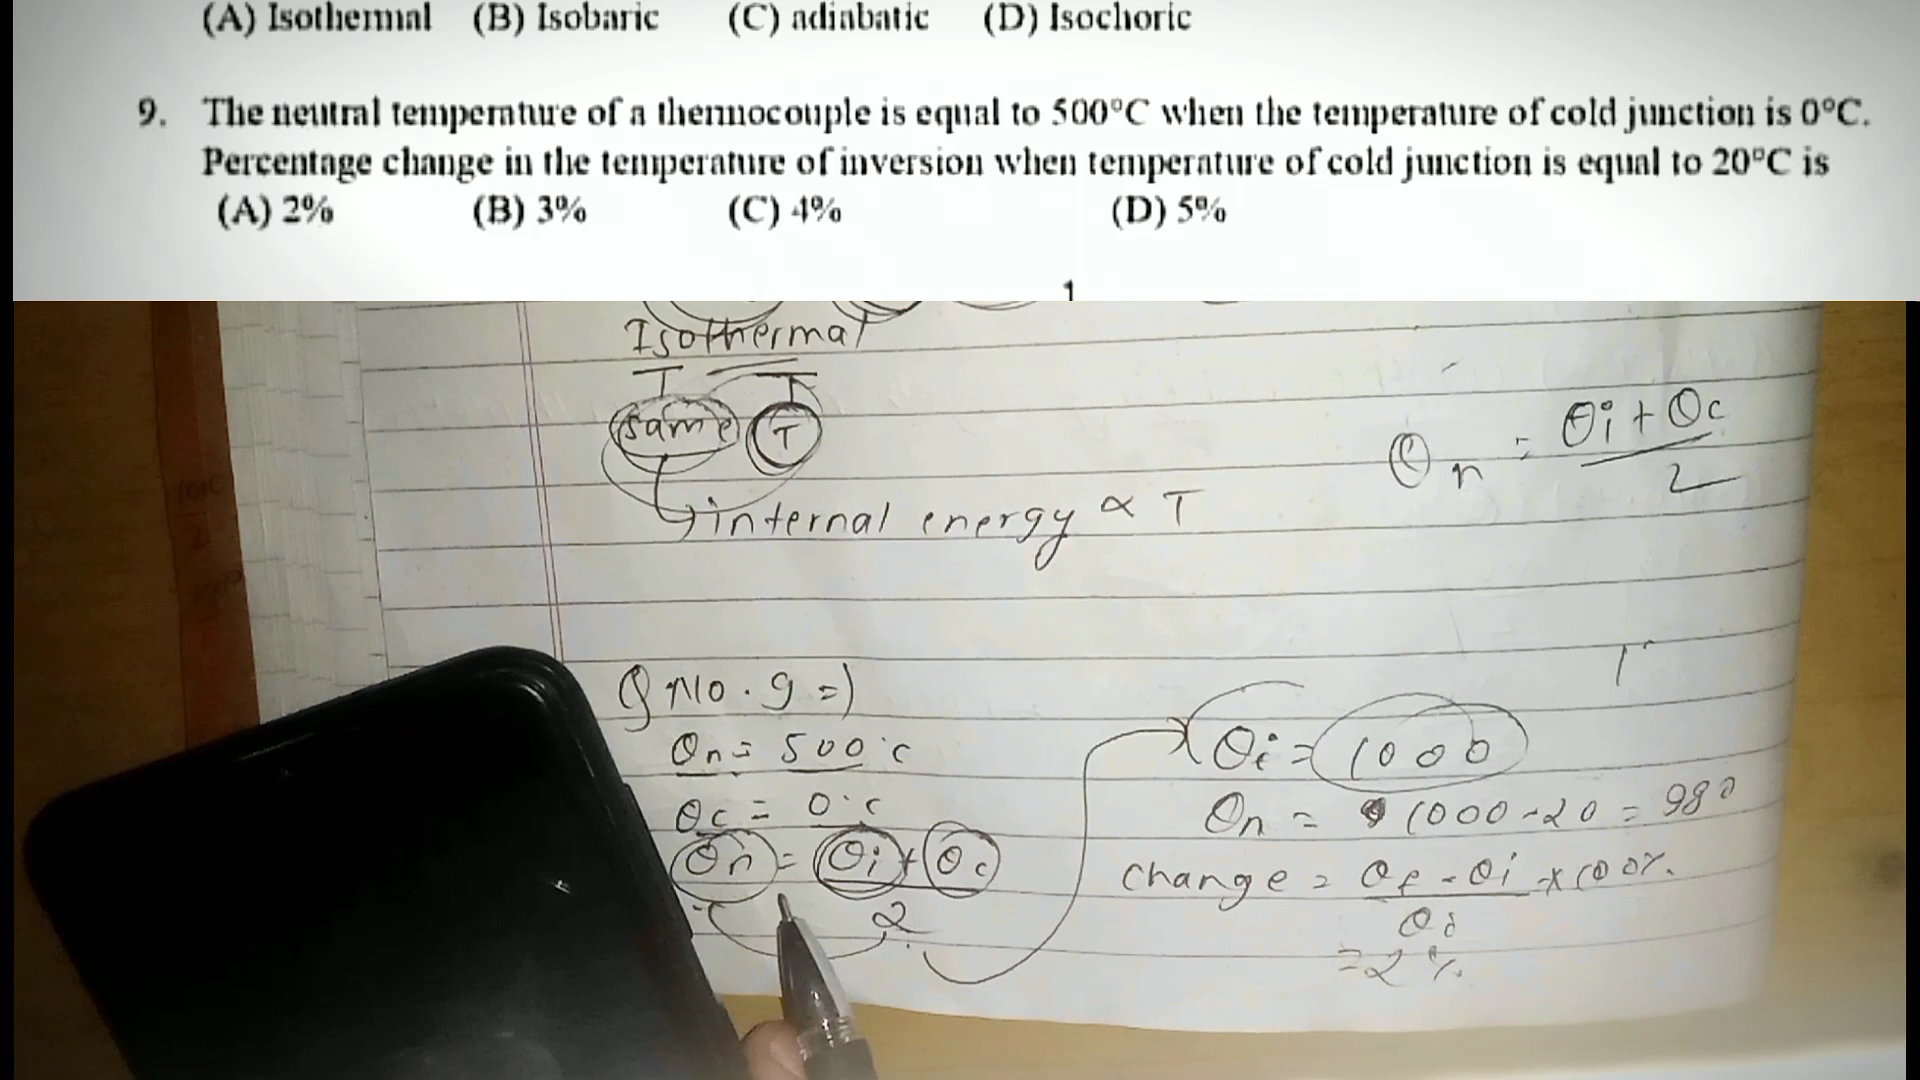 (A) Isothermal (B) Isobaric (C) adiabatic (D) Isochoric
9. The neutral temperature of a thermocouple is equal to 500°C when the temperature of cold junction is 0°C.
Percentage change in the temperature of inversion when temperature of cold junction is equal to 20°C is
(A) 2% (B) 3% (C) 4% (D) 5%
1
Isothermal
same T
internal energy ∝ T
θn = θi + θc
2
Q No. 9 =)
θn = 500°C
θc = 0°C
θn = θi + θc
2
θi = 1000
θn = 1000 - 20 = 980
Change = θf - θi × 100%.
θi
= 2%.